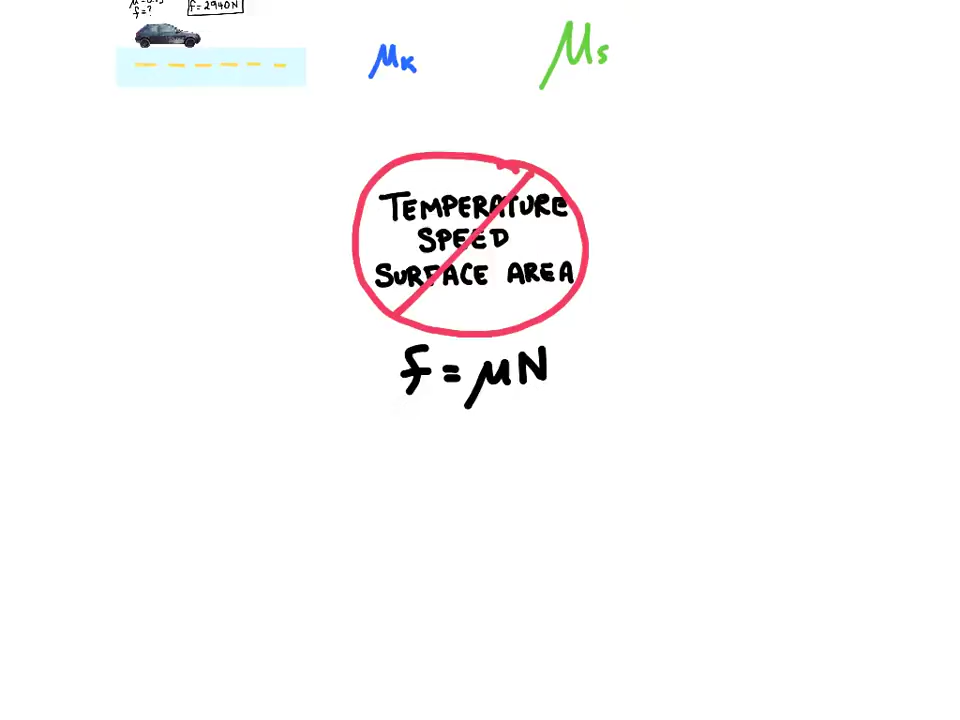 f=?
f=2940N
μK
μs
TEMPERATURE
SPEED
SURFACE AREA
f=μN